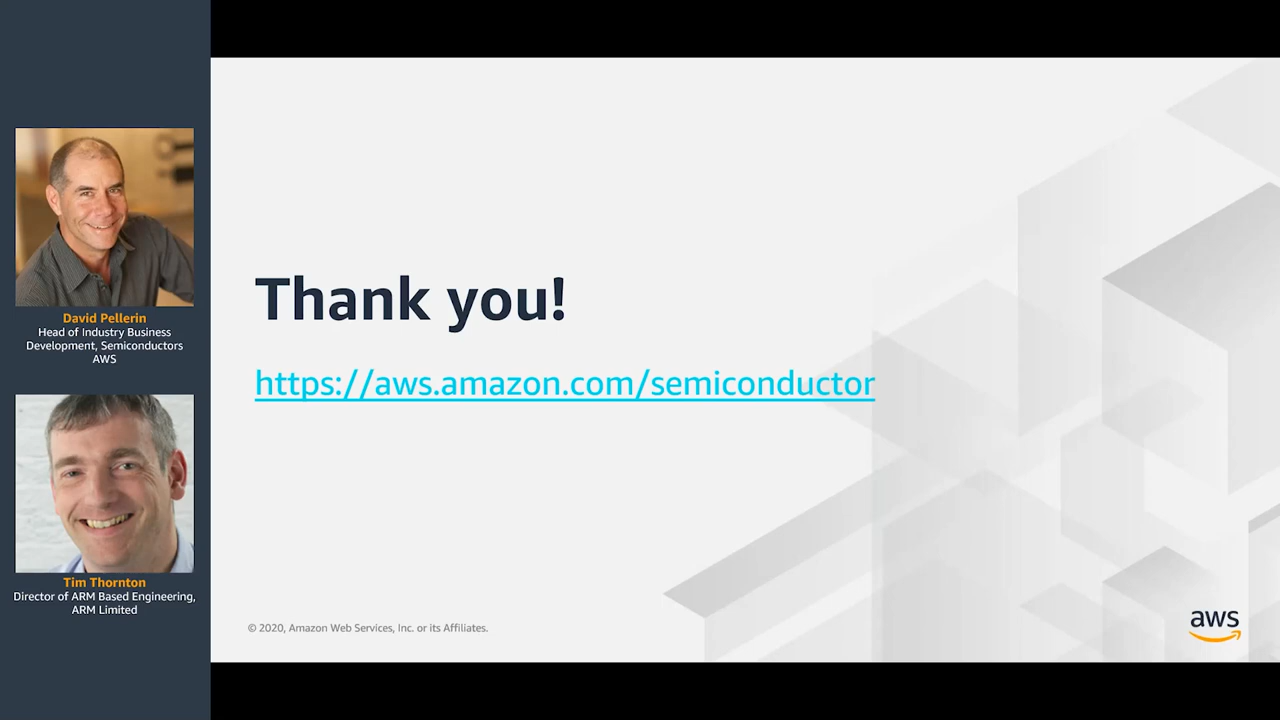 David Pellerin
Head of Industry Business
Development, Semiconductors
AWS
Tim Thornton
Director of ARM Based Engineering,
ARM Limited
Thank you!
https://aws.amazon.com/semiconductor
© 2020, Amazon Web Services, Inc. or its Affiliates.
aws